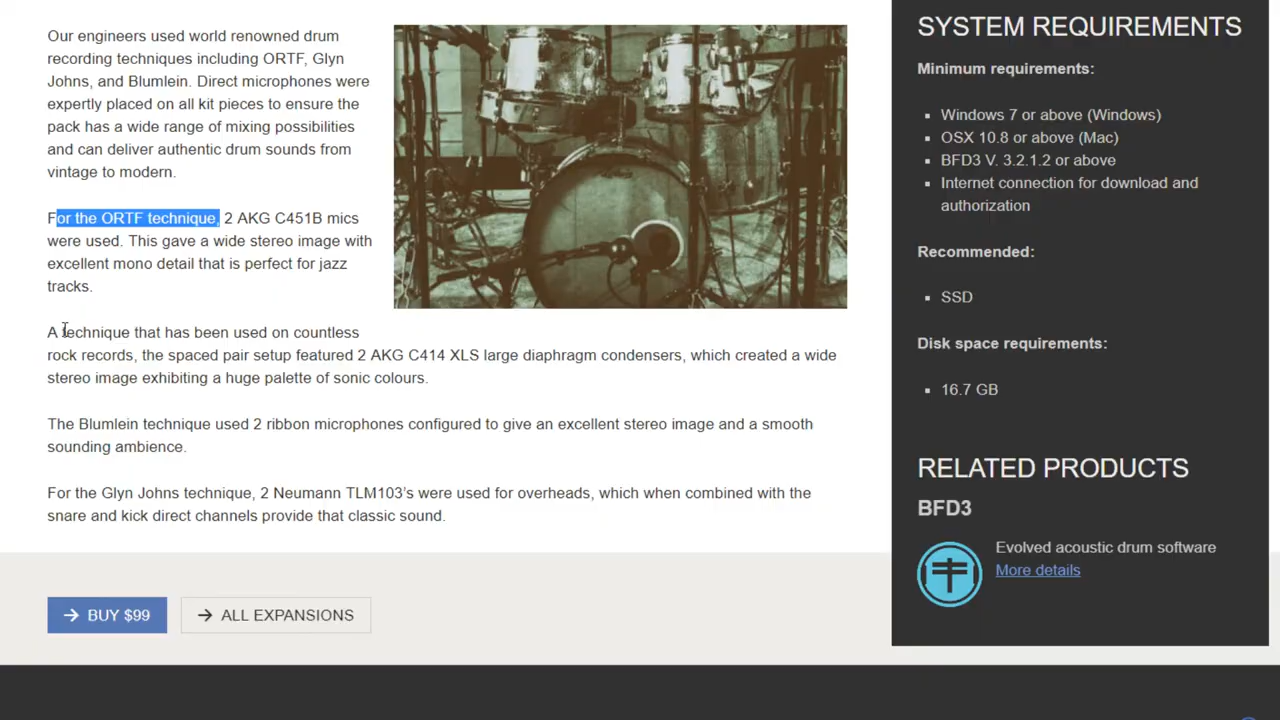 Our engineers used world renowned drum
recording techniques including ORTF, Glyn
Johns, and Blumlein. Direct microphones were
expertly placed on all kit pieces to ensure the
pack has a wide range of mixing possibilities
and can deliver authentic drum sounds from
vintage to modern.
For the ORTF technique, 2 AKG C451B mics
were used. This gave a wide stereo image with
excellent mono detail that is perfect for jazz
tracks.
A technique that has been used on countless
rock records, the spaced pair setup featured 2 AKG C414 XLS large diaphragm condensers, which created a wide
stereo image exhibiting a huge palette of sonic colours.
The Blumlein technique used 2 ribbon microphones configured to give an excellent stereo image and a smooth
sounding ambience.
For the Glyn Johns technique, 2 Neumann TLM103’s were used for overheads, which when combined with the
snare and kick direct channels provide that classic sound.
BUY $99
ALL EXPANSIONS
SYSTEM REQUIREMENTS
Minimum requirements:
Windows 7 or above (Windows)
OSX 10.8 or above (Mac)
BFD3 V. 3.2.1.2 or above
Internet connection for download and
authorization
Recommended:
SSD
Disk space requirements:
16.7 GB
RELATED PRODUCTS
BFD3
Evolved acoustic drum software
More details